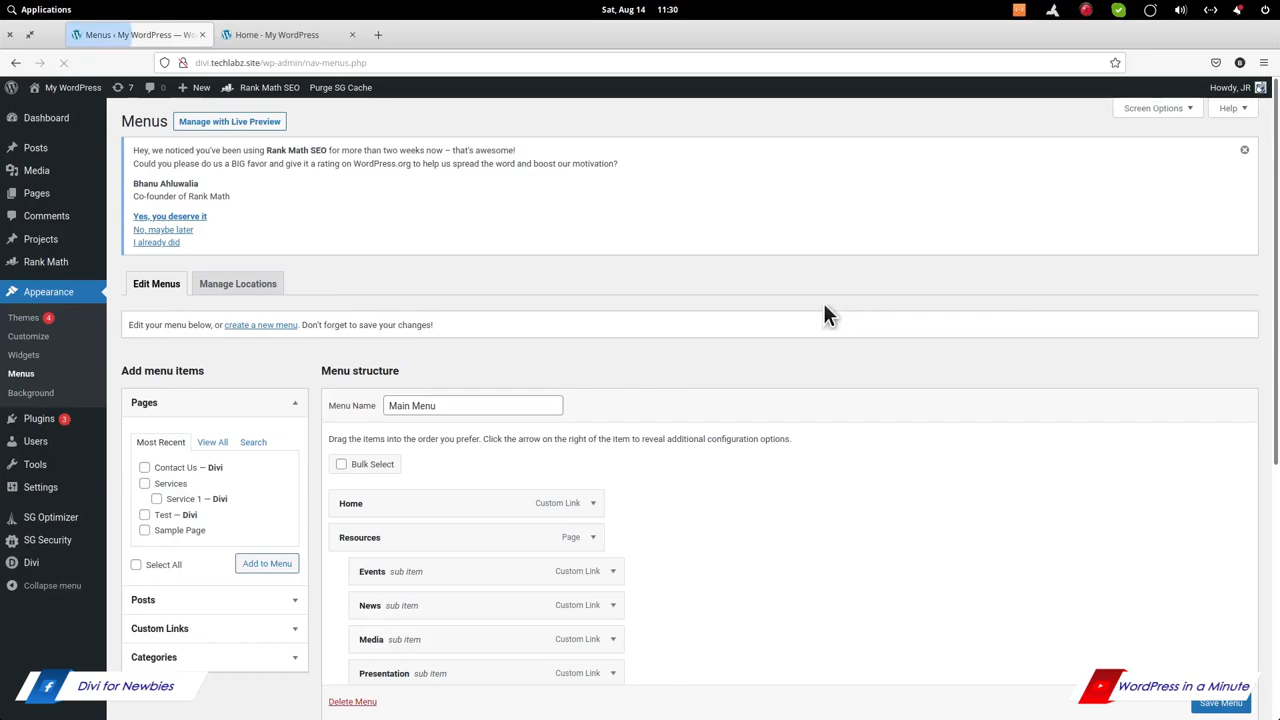 Applications
Sat, Aug 14 11:30
Menus ‹ My WordPress — Wo
Home - My WordPress
divi.techlabz.site/wp-admin/nav-menus.php
My WordPress 7 0 New Rank Math SEO Purge SG Cache
Howdy, JR
Screen Options
Help
Dashboard
Posts
Media
Pages
Comments
Projects
Rank Math
Appearance
Themes 4
Customize
Widgets
Menus
Background
Plugins 3
Users
Tools
Settings
SG Optimizer
SG Security
Divi
Collapse menu
Menus
Manage with Live Preview
Hey, we noticed you've been using Rank Math SEO for more than two weeks now – that's awesome!
Could you please do us a BIG favor and give it a rating on WordPress.org to help us spread the word and boost our motivation?
Bhanu Ahluwalia
Co-founder of Rank Math
Yes, you deserve it
No, maybe later
I already did
Edit Menus
Manage Locations
Edit your menu below, or create a new menu. Don't forget to save your changes!
Add menu items
Pages
Most Recent View All Search
Contact Us — Divi
Services
Service 1 — Divi
Test — Divi
Sample Page
Select All
Add to Menu
Posts
Custom Links
Categories
Menu structure
Menu Name Main Menu
Drag the items into the order you prefer. Click the arrow on the right of the item to reveal additional configuration options.
Bulk Select
Home Custom Link
Resources Page
Events sub item Custom Link
News sub item Custom Link
Media sub item Custom Link
Presentation sub item Custom Link
Delete Menu
Save Menu
Divi for Newbies
WordPress in a Minute